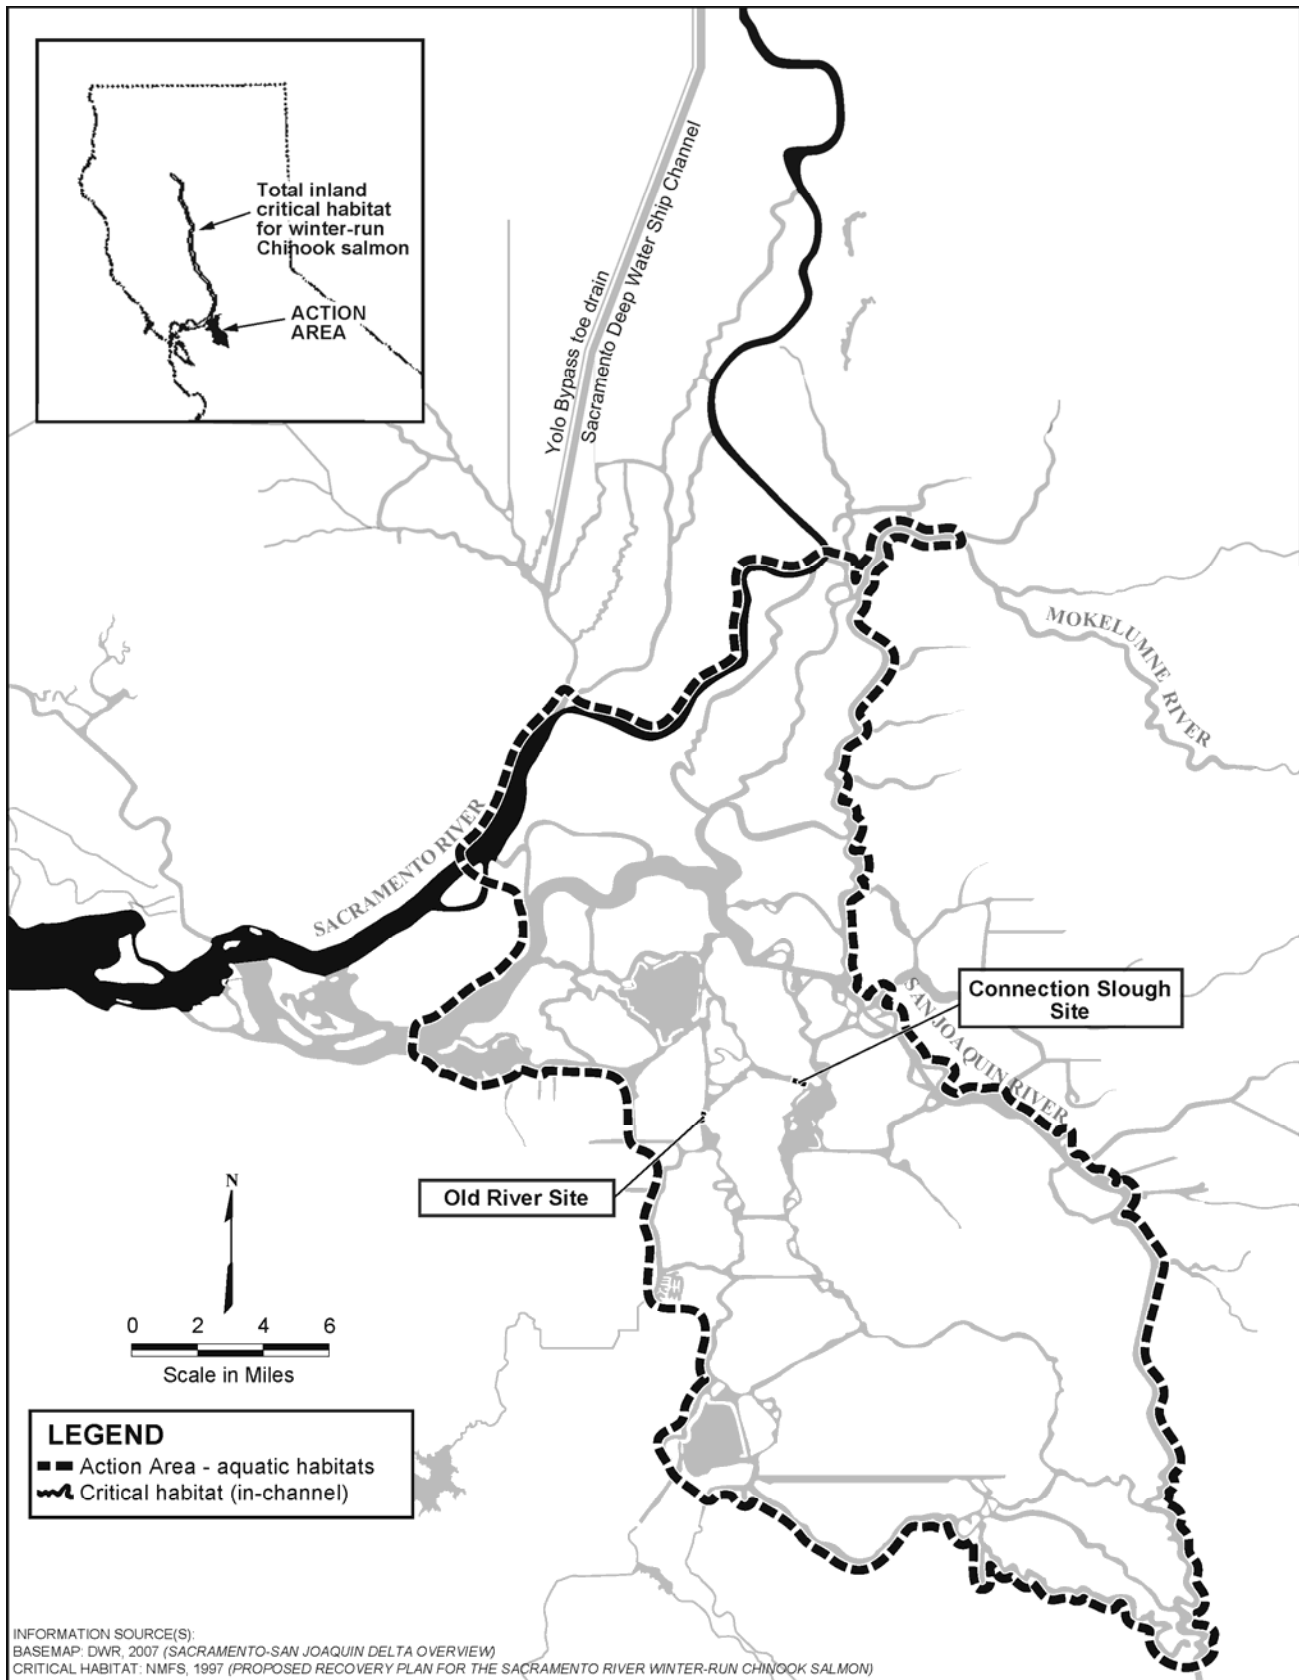 Total inland
critical habitat
for winter-run
Chinook salmon
ACTION
AREA
Yolo Bypass toe drain
Sacramento Deep Water Ship Channel
MOKELUMNE RIVER
SACRAMENTO RIVER
SAN JOAQUIN RIVER
Connection Slough
Site
Old River Site
N
0 2 4 6
Scale in Miles
LEGEND
Action Area - aquatic habitats
Critical habitat (in-channel)
INFORMATION SOURCE(S):
BASEMAP: DWR, 2007 (SACRAMENTO-SAN JOAQUIN DELTA OVERVIEW)
CRITICAL HABITAT: NMFS, 1997 (PROPOSED RECOVERY PLAN FOR THE SACRAMENTO RIVER WINTER-RUN CHINOOK SALMON)